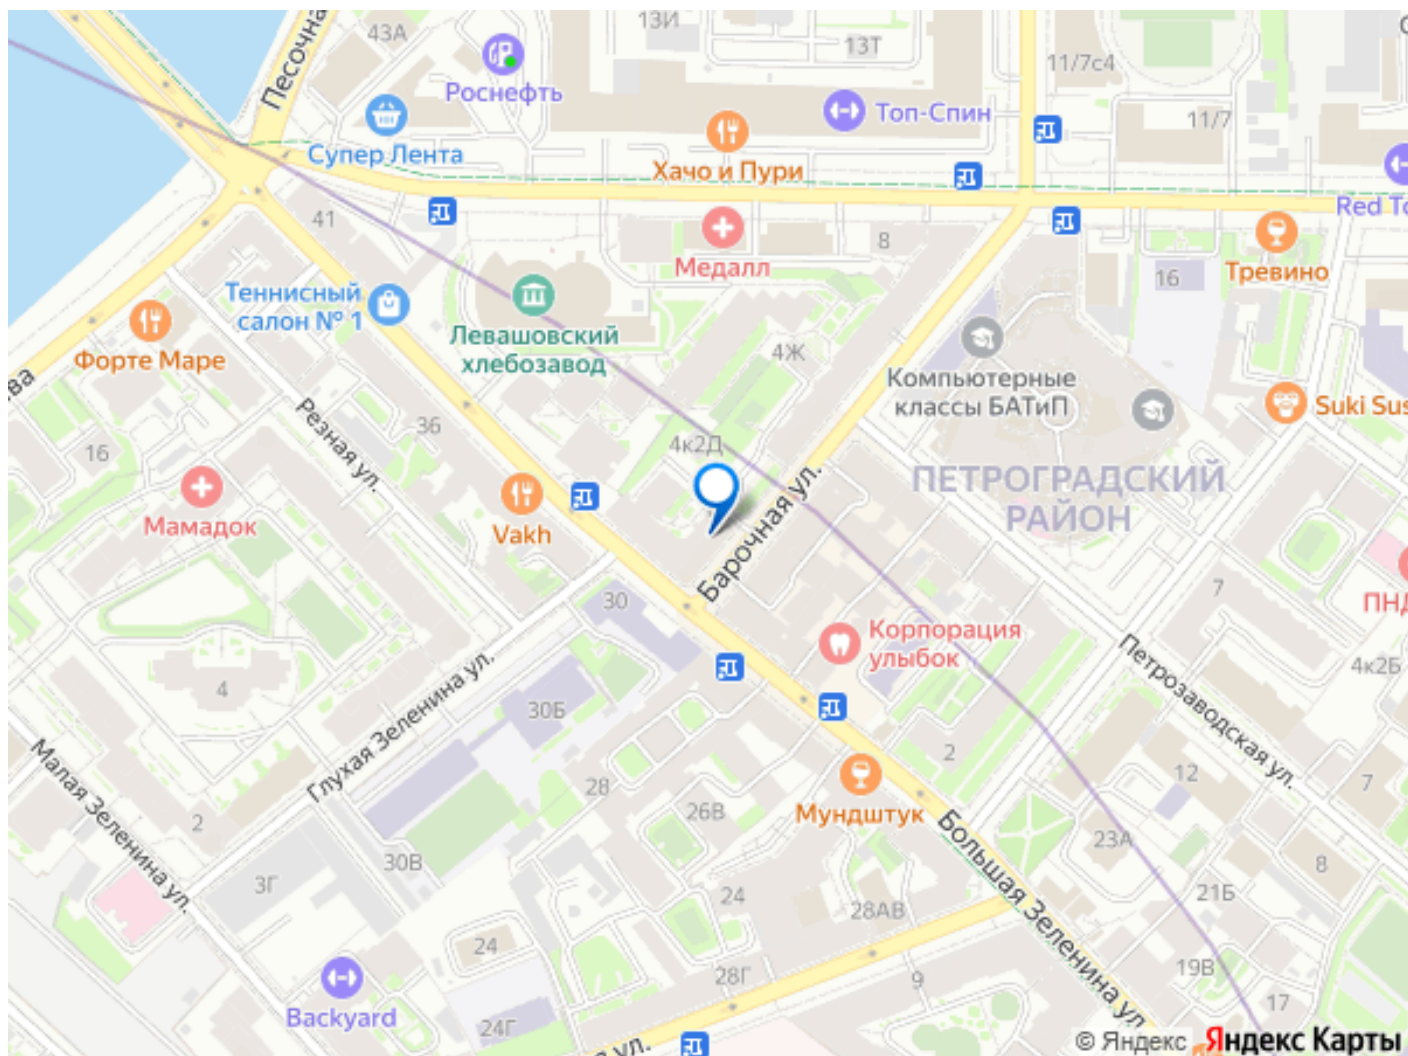 43А
13И
13Т
11/7с4
11/7
Песочна
Роснефть
Супер Лента
Хачо и Пури
Топ-Спин
Red To
41
8
16
Медалл
Тревино
Теннисный
салон № 1
Левашовский
хлебозавод
Форте Маре
4Ж
Компьютерные
классы БАТиП
Suki Sus
ва
Резная ул.
36
16
4к2Д
Мамадок
Vakh
ПЕТРОГРАДСКИЙ
РАЙОН
Барочная ул.
30
7
ПНД
Корпорация
улыбок
4к2Б
Петрозаводская ул.
4
30Б
Глухая Зеленина ул.
Малая Зеленина ул.
2
12
7
28
26В
Мундштук
Большая Зеленина ул.
23А
8
2
30В
3Г
24
28АВ
21Б
24
28Г
9
19В
17
Backyard
24Г
ул.
© Яндекс Яндекс Карты